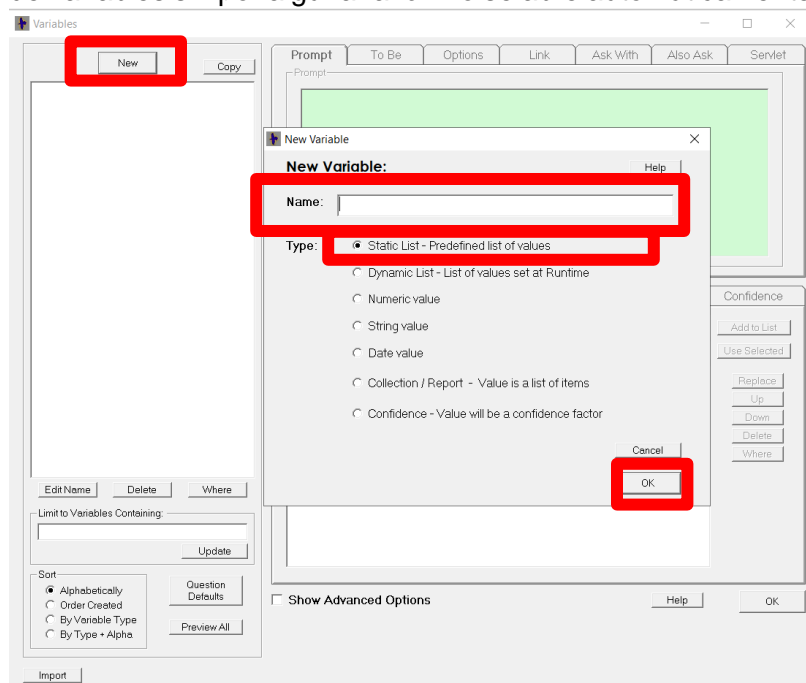 Variables
New
Copy
Prompt To Be Options Link Ask With Also Ask Servlet
Prompt
New Variable
New Variable:
Help
Name:
Type:
Static List - Predefined list of values
Dynamic List - List of values set at Runtime
Numeric value
String value
Date value
Collection / Report - Value is a list of items
Confidence - Value will be a confidence factor
Cancel
OK
Confidence
Add to List
Use Selected
Replace
Up
Down
Delete
Where
Edit Name Delete Where
Limit to Variables Containing:
Update
Sort
Alphabetically
Order Created
By Variable Type
By Type + Alpha
Question
Defaults
Preview All
Show Advanced Options
Help
OK
Import